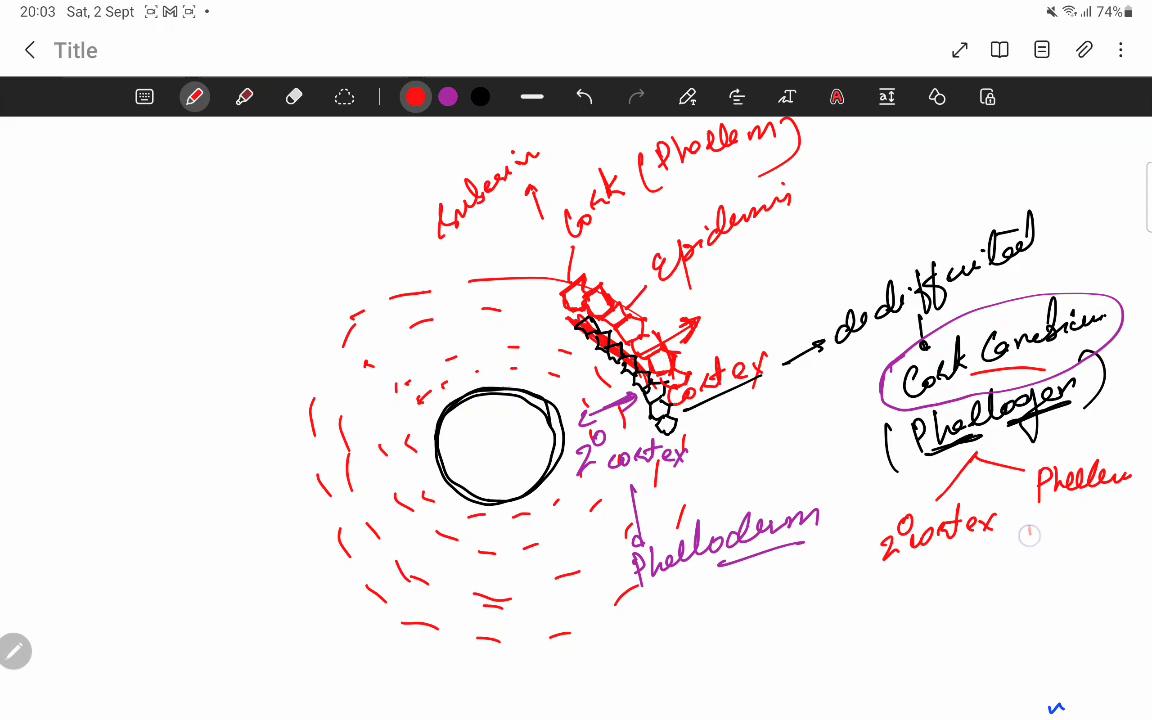 20:03 Sat, 2 Sept
74%
Title
Suberin
Cork (Phellem)
Epidermis
Cortex
dedifferentiated
Cork Cambium
(Phellogen)
2° cortex
Phellem
2° cortex
Phelloderm